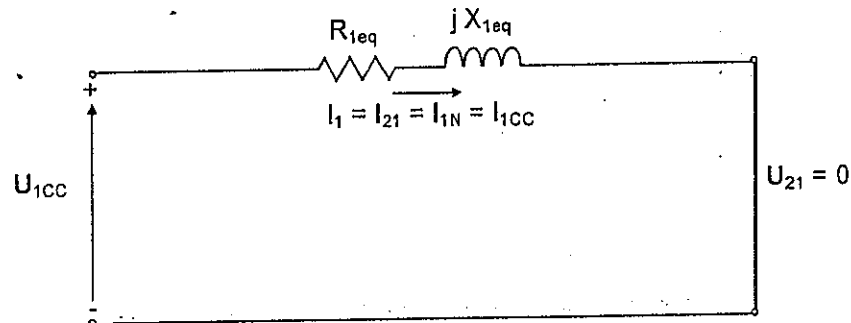 R1eq
j X1eq
+
I1 = I21 = I1N = I1CC
U1CC
U21 = 0
-